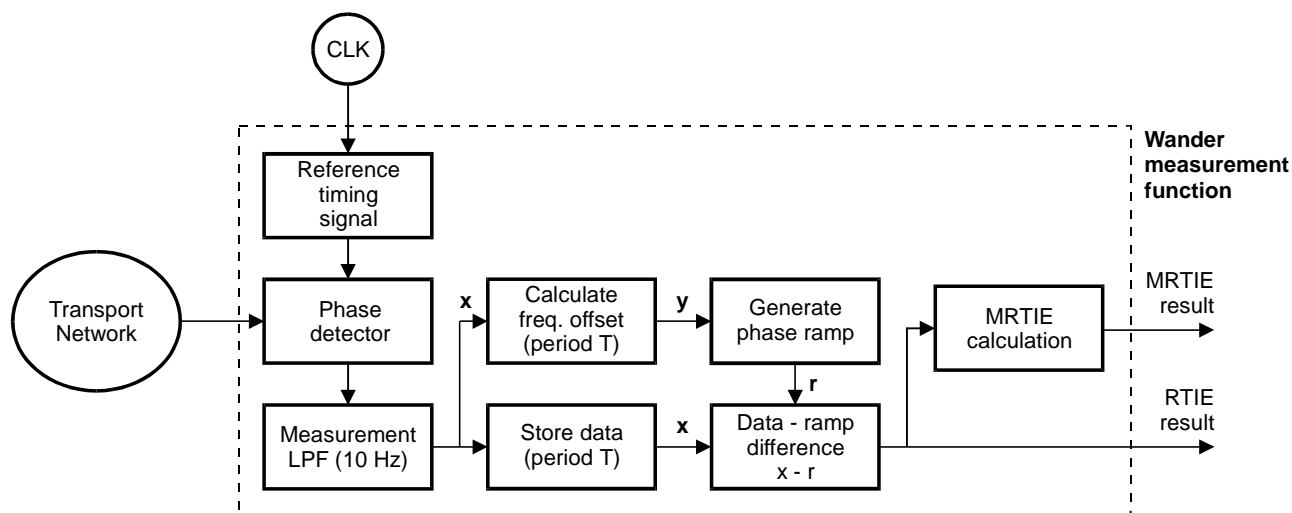 CLK
Wander
measurement
function
Reference
timing
signal
Transport
Network
Phase
detector
x
Calculate
freq. offset
(period T)
y
Generate
phase ramp
MRTIE
calculation
MRTIE
result
r
RTIE
result
Measurement
LPF (10 Hz)
Store data
(period T)
x
Data - ramp
difference
x - r